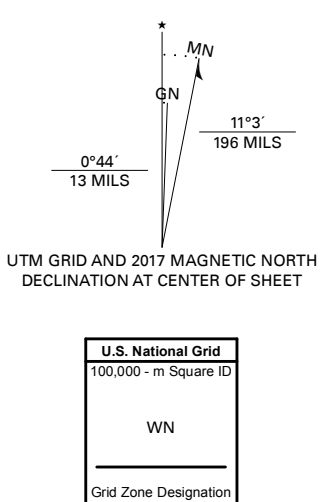 MN
GN
11°3´
196 MILS
0°44´
13 MILS
UTM GRID AND 2017 MAGNETIC NORTH
DECLINATION AT CENTER OF SHEET
U.S. National Grid
100,000 - m Square ID
WN
Grid Zone Designation